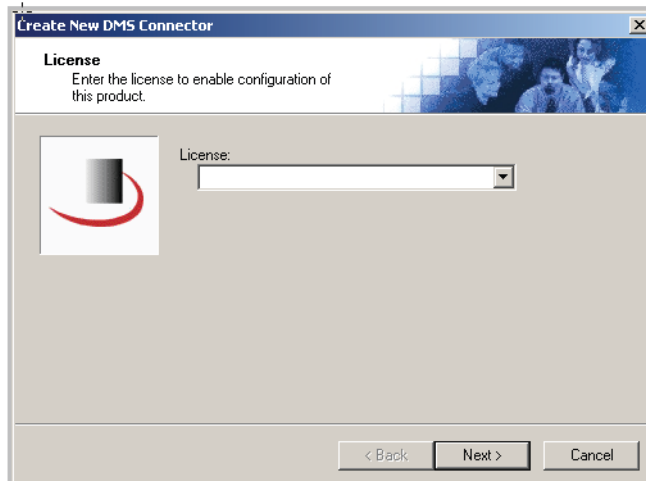 Create New DMS Connector
License
Enter the license to enable configuration of
this product.
License:
< Back
Next >
Cancel